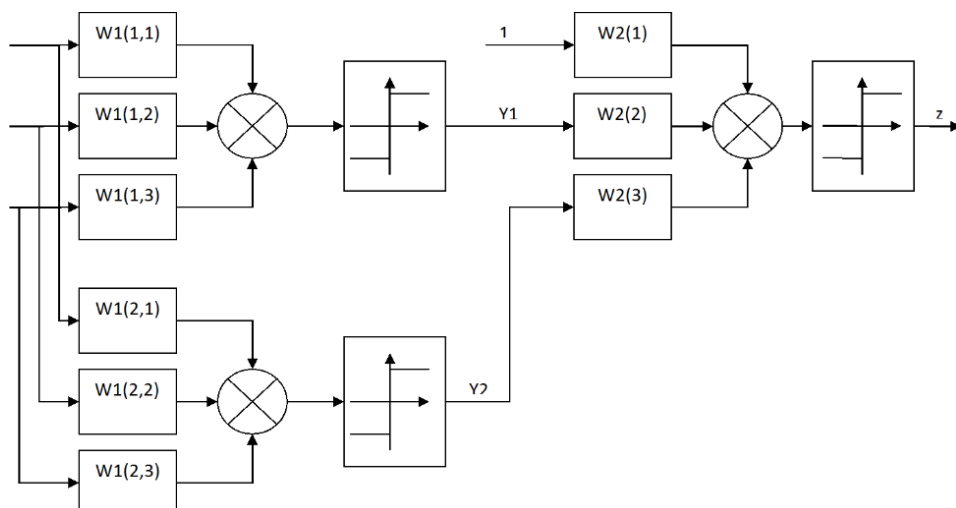 W1(1,1)
W1(1,2)
W1(1,3)
W1(2,1)
W1(2,2)
W1(2,3)
Y1
Y2
1
W2(1)
W2(2)
W2(3)
z